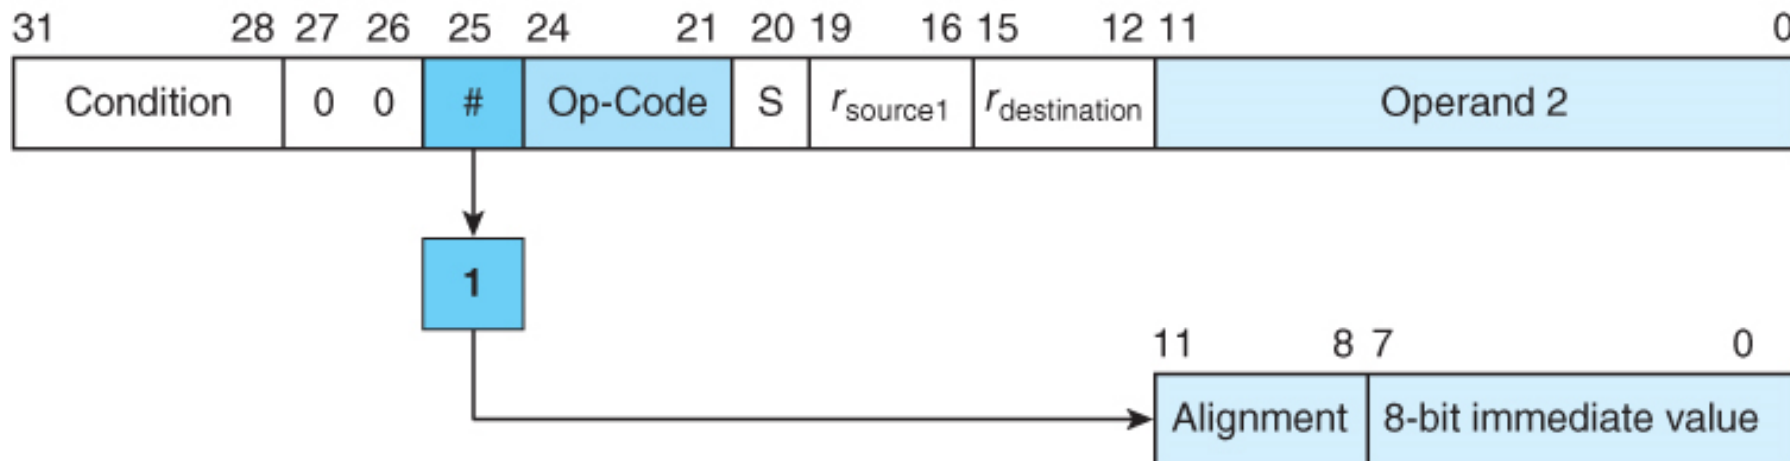 31 28 27 26 25 24 21 20 19 16 15 12 11 0
Condition 0 0 # Op-Code S rsource1 rdestination Operand 2
1
11 8 7 0
Alignment 8-bit immediate value